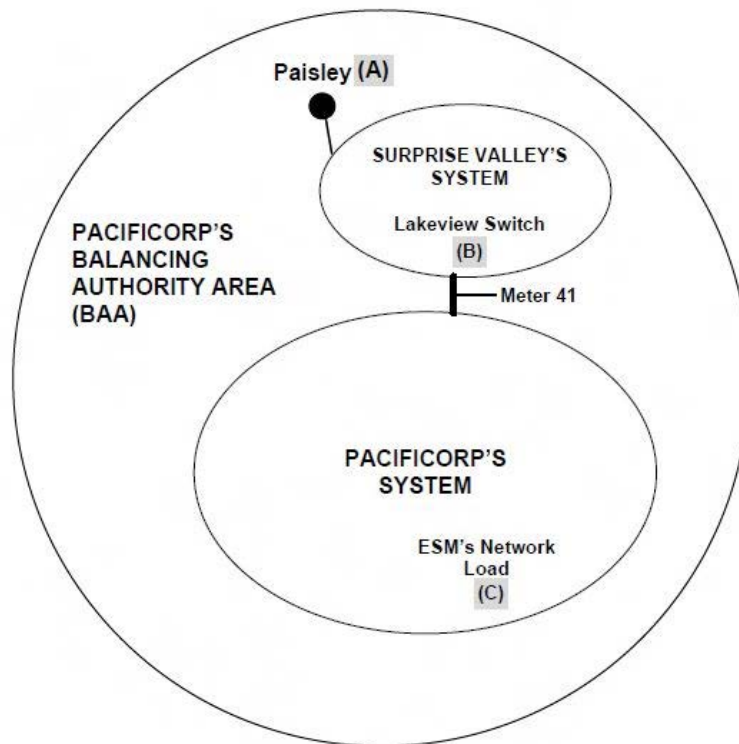 Paisley (A)
SURPRISE VALLEY'S
SYSTEM
Lakeview Switch
(B)
PACIFICORP'S
BALANCING
AUTHORITY AREA
(BAA)
Meter 41
PACIFICORP'S
SYSTEM
ESM's Network
Load
(C)